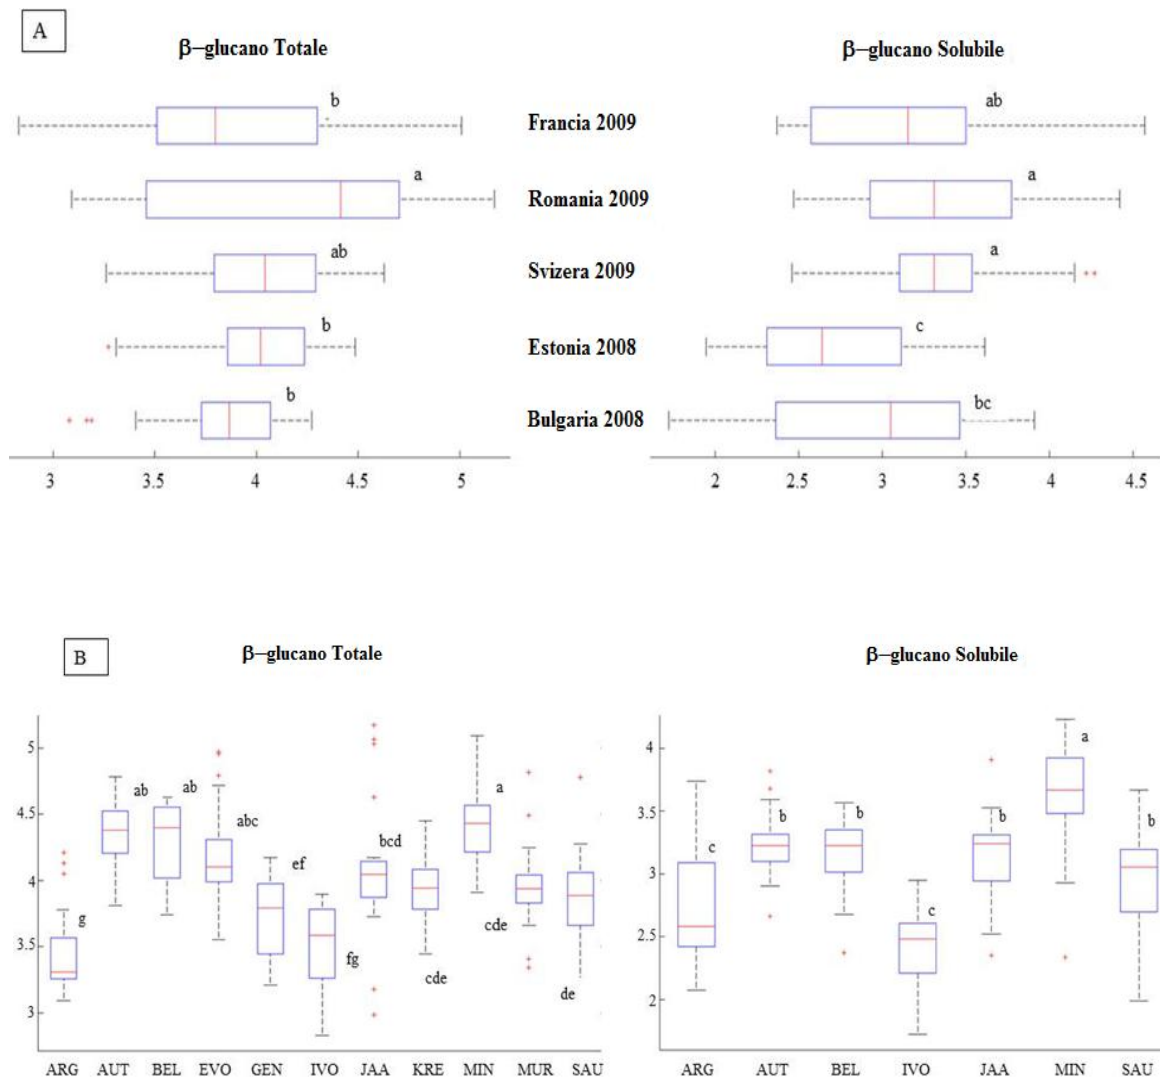 A
β–glucano Totale
β–glucano Solubile
b
Francia 2009
ab
a
Romania 2009
a
ab
Svizera 2009
a
b
Estonia 2008
c
b
Bulgaria 2008
bc
3 3.5 4 4.5 5
2 2.5 3 3.5 4 4.5
B
β–glucano Totale
β–glucano Solubile
5
4.5
4
3.5
3
g
ab
ab
abc
ef
fg
bcd
cde
a
cde
de
ARG AUT BEL EVO GEN IVO JAA KRE MIN MUR SAU
4
3.5
3
2.5
2
c
b
b
c
b
a
b
ARG AUT BEL IVO JAA MIN SAU